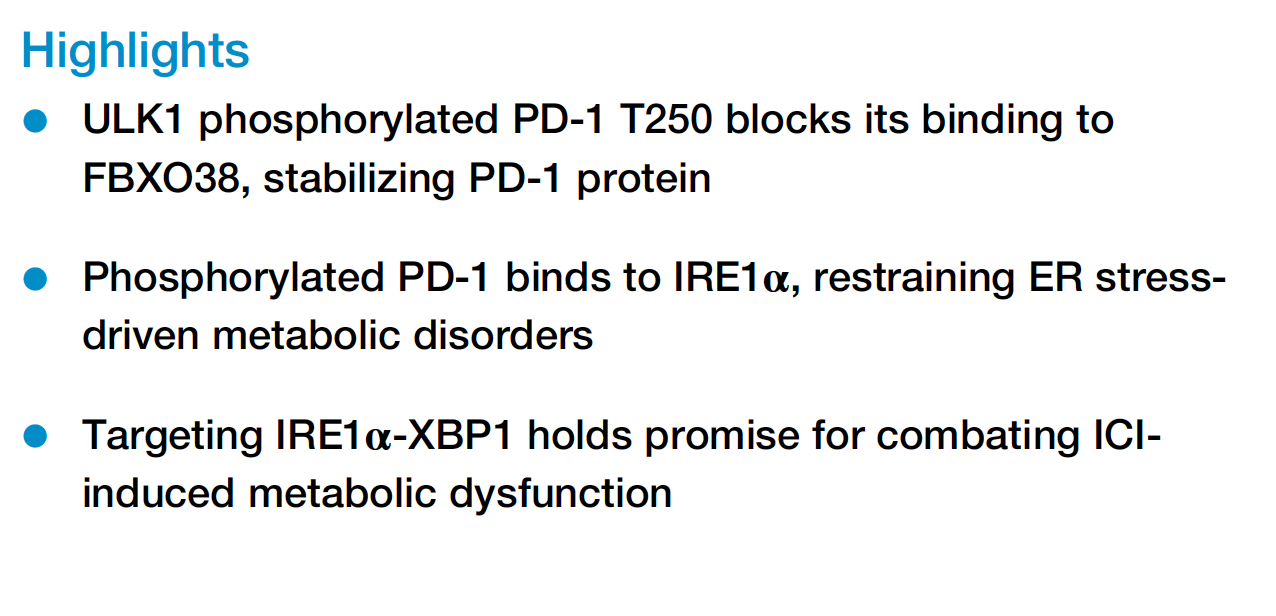 Highlights
● ULK1 phosphorylated PD-1 T250 blocks its binding to
FBXO38, stabilizing PD-1 protein
● Phosphorylated PD-1 binds to IRE1α, restraining ER stress-
driven metabolic disorders
● Targeting IRE1α-XBP1 holds promise for combating ICI-
induced metabolic dysfunction